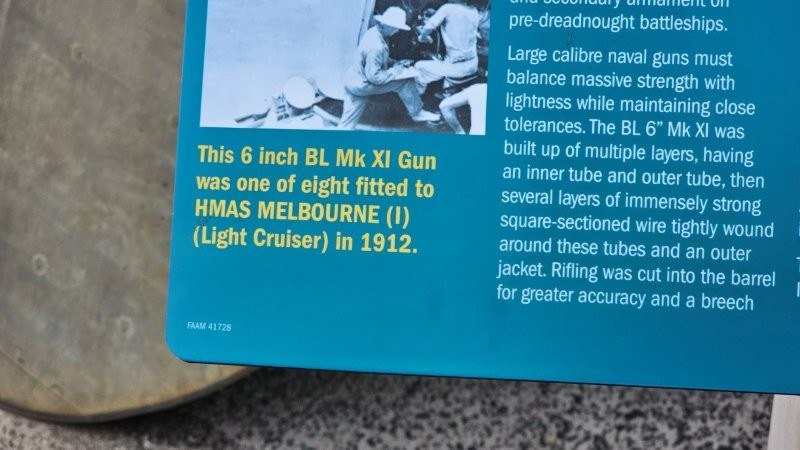 This 6 inch BL Mk XI Gun
was one of eight fitted to
HMAS MELBOURNE (I)
(Light Cruiser) in 1912.
FAAM 41728
and secondary armament on
pre-dreadnought battleships.
Large calibre naval guns must
balance massive strength with
lightness while maintaining close
tolerances. The BL 6” Mk XI was
built up of multiple layers, having
an inner tube and outer tube, then
several layers of immensely strong
square-sectioned wire tightly wound
around these tubes and an outer
jacket. Rifling was cut into the barrel
for greater accuracy and a breech